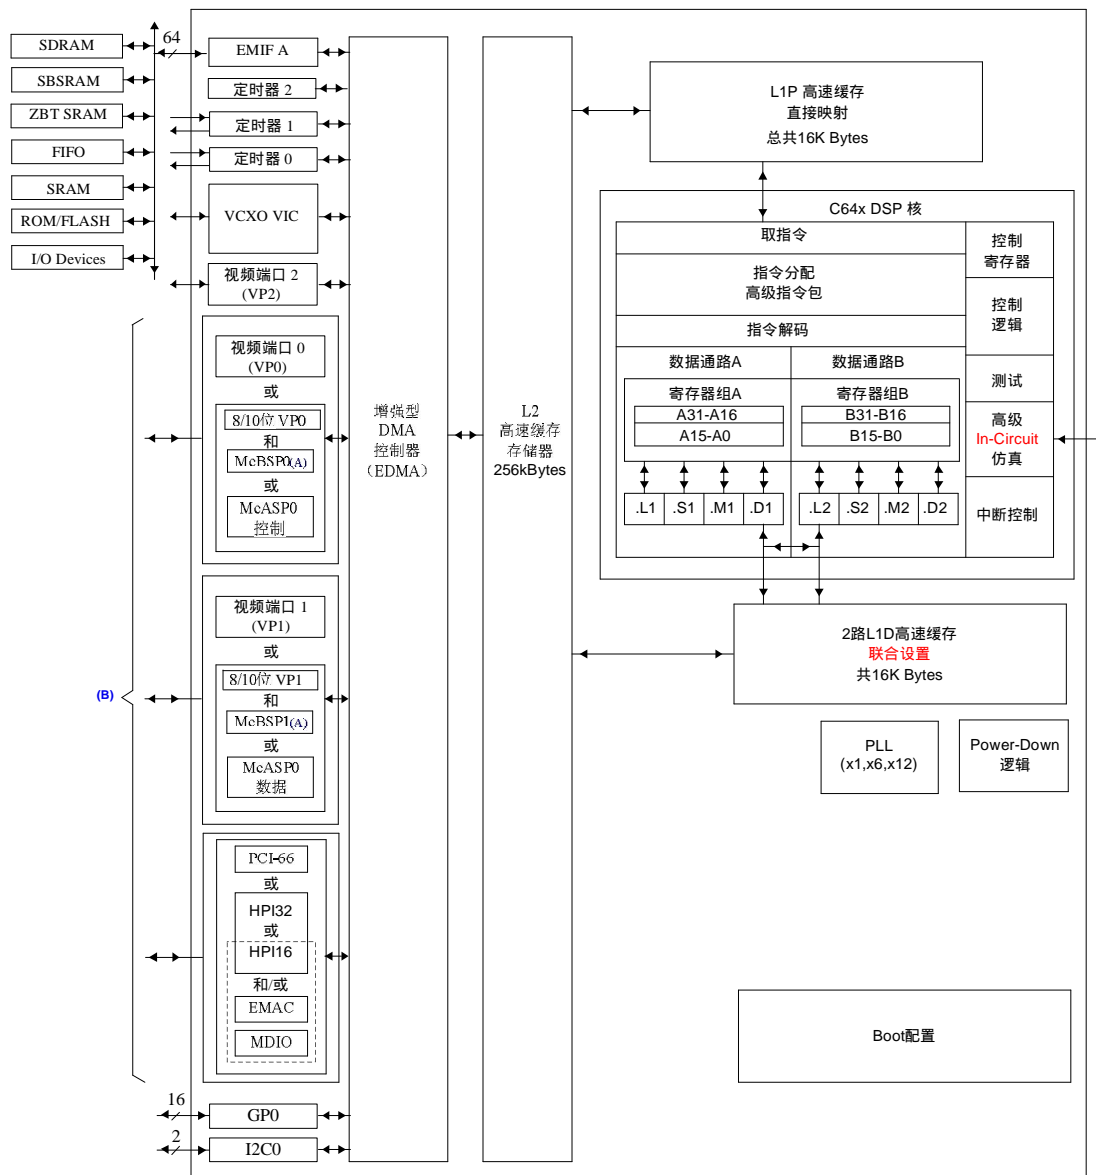 SDRAM
SBSRAM
ZBT SRAM
FIFO
SRAM
ROM/FLASH
I/O Devices
64
EMIF A
定时器 2
定时器 1
定时器 0
VCXO VIC
视频端口 2
(VP2)
视频端口 0
(VP0)
或
8/10位 VP0
和
McBSP0(A)
或
McASP0
控制
视频端口 1
(VP1)
或
8/10位 VP1
和
McBSP1(A)
或
McASP0
数据
(B)
PCI-66
或
HPI32
或
HPI16
和/或
EMAC
MDIO
16
GP0
2
I2C0
增强型
DMA
控制器
(EDMA)
L2
高速缓存
存储器
256kBytes
L1P 高速缓存
直接映射
总共16K Bytes
C64x DSP 核
取指令
指令分配
高级指令包
指令解码
数据通路A
数据通路B
寄存器组A
A31-A16
A15-A0
寄存器组B
B31-B16
B15-B0
.L1
.S1
.M1
.D1
.L2
.S2
.M2
.D2
控制
寄存器
控制
逻辑
测试
高级
In-Circuit
仿真
中断控制
2路L1D高速缓存
联合设置
共16K Bytes
PLL
(x1,x6,x12)
Power-Down
逻辑
Boot配置